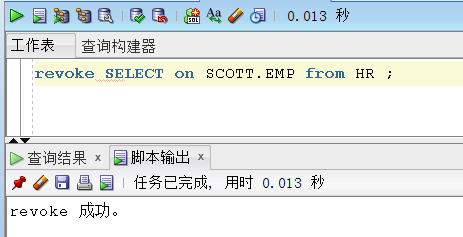 0.013 秒
工作表 查询构建器
revoke SELECT on SCOTT.EMP from HR ;
查询结果 x 脚本输出 x
任务已完成, 用时 0.013 秒
revoke 成功。